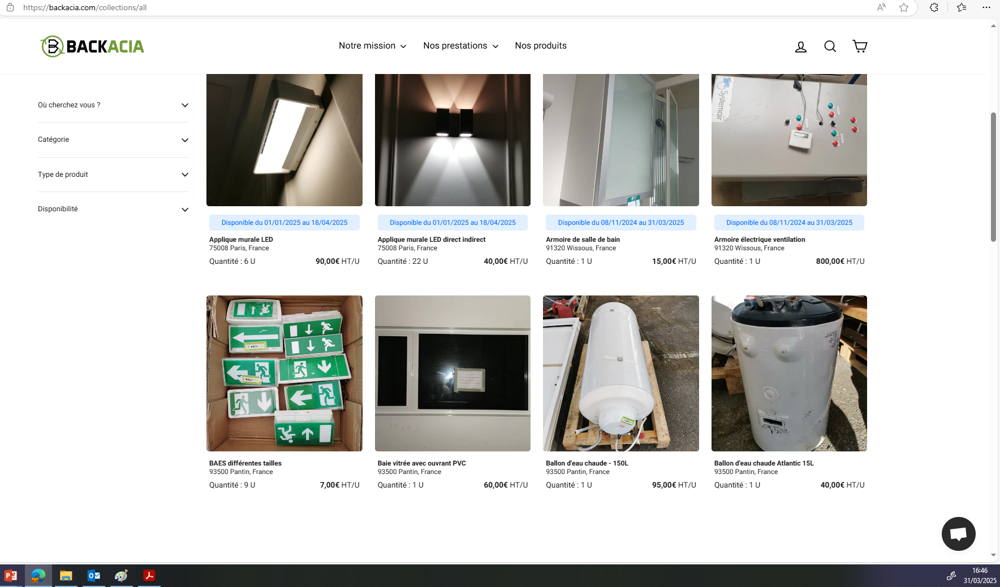 https://backacia.com/collections/all
BACKACIA
Notre mission
Nos prestations
Nos produits
Où cherchez vous ?
Catégorie
Type de produit
Disponibilité
Systemair
Disponible du 01/01/2025 au 18/04/2025
Applique murale LED
75008 Paris, France
Quantité : 6 U
90,00€ HT/U
Disponible du 01/01/2025 au 18/04/2025
Applique murale LED direct indirect
75008 Paris, France
Quantité : 22 U
40,00€ HT/U
Disponible du 08/11/2024 au 31/03/2025
Armoire de salle de bain
91320 Wissous, France
Quantité : 1 U
15,00€ HT/U
Disponible du 08/11/2024 au 31/03/2025
Armoire électrique ventilation
91320 Wissous, France
Quantité : 1 U
800,00€ HT/U
BAES différentes tailles
93500 Pantin, France
Quantité : 9 U
7,00€ HT/U
Baie vitrée avec ouvrant PVC
93500 Pantin, France
Quantité : 1 U
60,00€ HT/U
Ballon d'eau chaude - 150L
93500 Pantin, France
Quantité : 1 U
95,00€ HT/U
Ballon d'eau chaude Atlantic 15L
93500 Pantin, France
Quantité : 1 U
40,00€ HT/U
16:46
31/03/2025